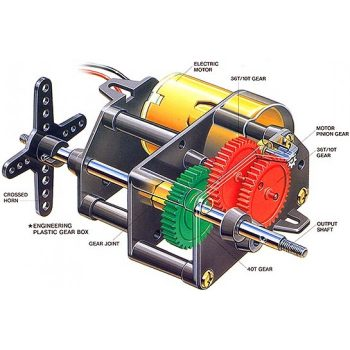 ELECTRIC
MOTOR
36T/10T GEAR
MOTOR
PINION GEAR
36T/10T
GEAR
CROSSED
HORN
★ENGINEERING
PLASTIC GEAR BOX
GEAR JOINT
OUTPUT
SHAFT
40T GEAR